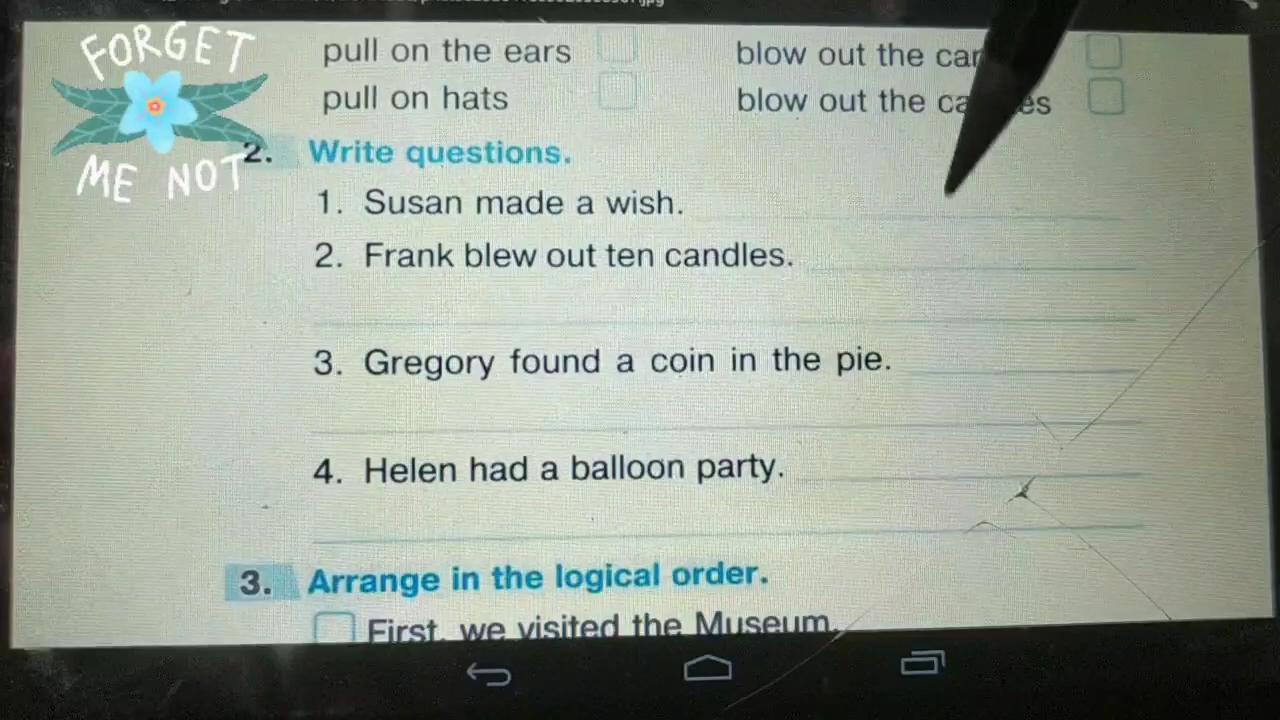 FORGET
ME NOT
pull on the ears
blow out the
pull on hats
blow out the
2. Write questions.
1. Susan made a wish.
2. Frank blew out ten candles.
3. Gregory found a coin in the pie.
4. Helen had a balloon party.
3. Arrange in the logical order.
First, we visited the Museum.